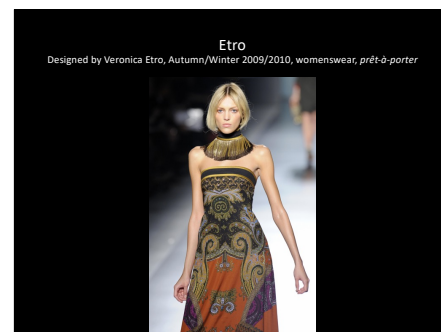 Etro
Designed by Veronica Etro, Autumn/Winter 2009/2010, womenswear, prêt-à-porter